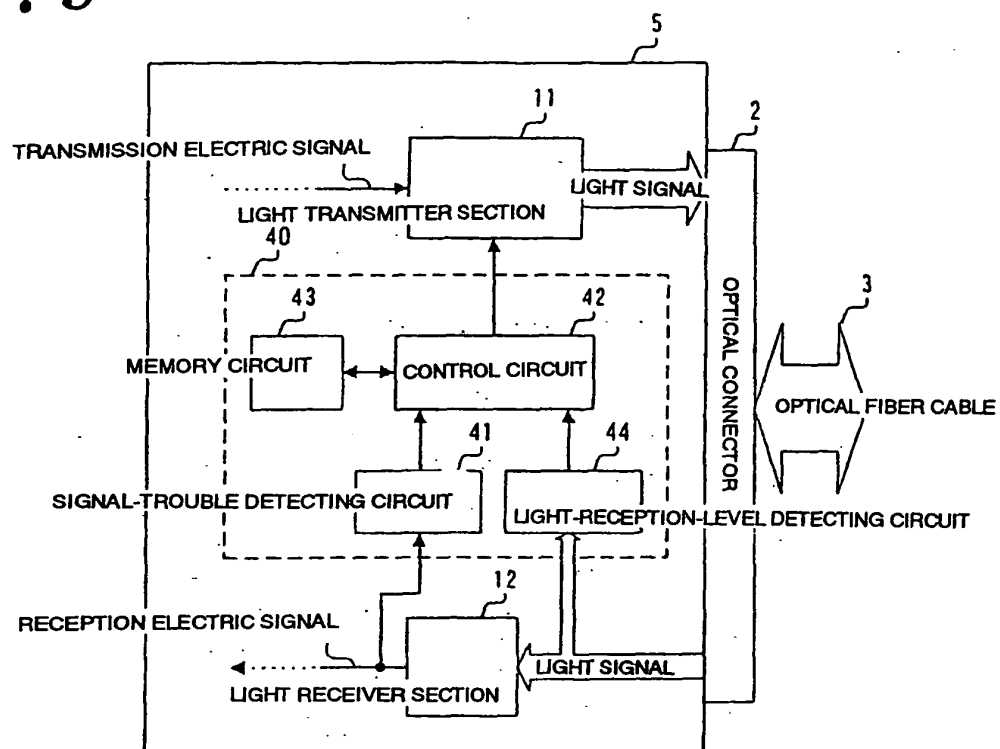 5
11
2
TRANSMISSION ELECTRIC SIGNAL
LIGHT SIGNAL
LIGHT TRANSMITTER SECTION
40
43
42
3
OPTICAL CONNECTOR
MEMORY CIRCUIT
CONTROL CIRCUIT
OPTICAL FIBER CABLE
41
44
SIGNAL-TROUBLE DETECTING CIRCUIT
LIGHT-RECEPTION-LEVEL DETECTING CIRCUIT
12
RECEPTION ELECTRIC SIGNAL
LIGHT SIGNAL
LIGHT RECEIVER SECTION